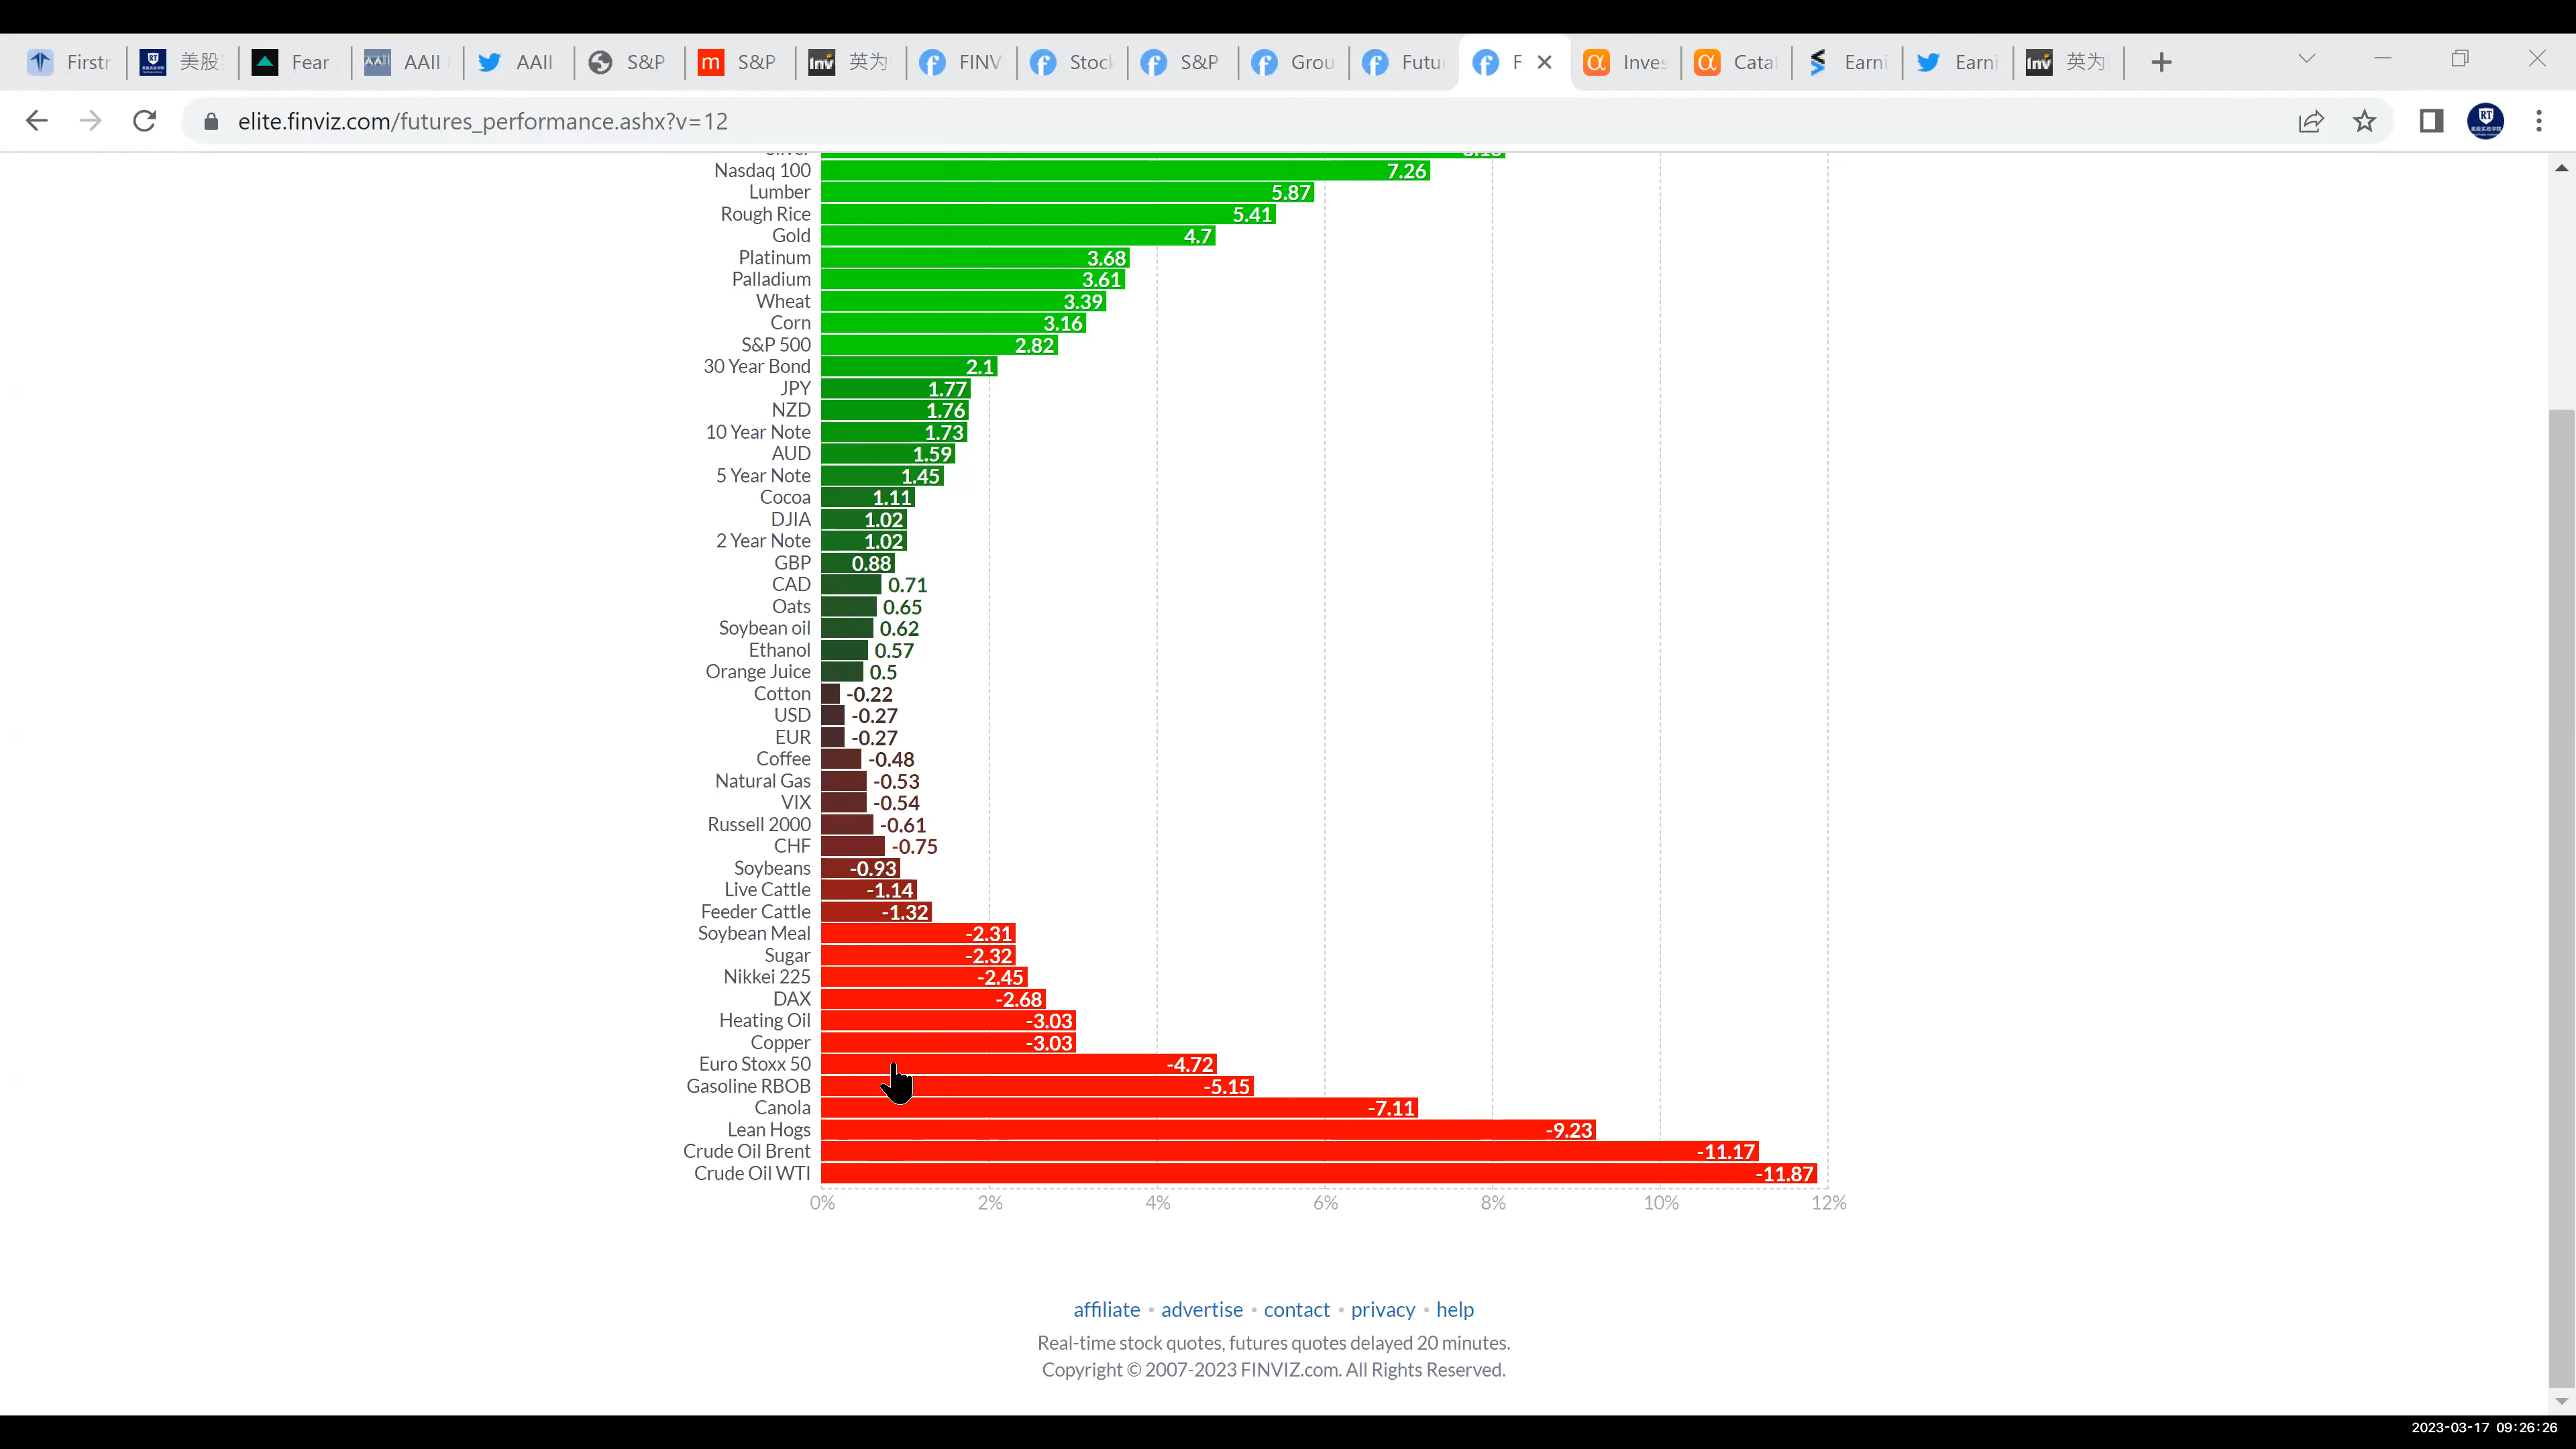 Firstr 美股 Fear AAII AAII S&P S&P 英为 FINV Stoc S&P Grou Futu F Inves Catal Earni Earni 英为
elite.finviz.com/futures_performance.ashx?v=12
Nasdaq 100 7.26
Lumber 5.87
Rough Rice 5.41
Gold 4.7
Platinum 3.68
Palladium 3.61
Wheat 3.39
Corn 3.16
S&P 500 2.82
30 Year Bond 2.1
JPY 1.77
NZD 1.76
10 Year Note 1.73
AUD 1.59
5 Year Note 1.45
Cocoa 1.11
DJIA 1.02
2 Year Note 1.02
GBP 0.88
CAD 0.71
Oats 0.65
Soybean oil 0.62
Ethanol 0.57
Orange Juice 0.5
Cotton -0.22
USD -0.27
EUR -0.27
Coffee -0.48
Natural Gas -0.53
VIX -0.54
Russell 2000 -0.61
CHF -0.75
Soybeans -0.93
Live Cattle -1.14
Feeder Cattle -1.32
Soybean Meal -2.31
Sugar -2.32
Nikkei 225 -2.45
DAX -2.68
Heating Oil -3.03
Copper -3.03
Euro Stoxx 50 -4.72
Gasoline RBOB -5.15
Canola -7.11
Lean Hogs -9.23
Crude Oil Brent -11.17
Crude Oil WTI -11.87
0% 2% 4% 6% 8% 10% 12%
affiliate • advertise • contact • privacy • help
Real-time stock quotes, futures quotes delayed 20 minutes.
Copyright © 2007-2023 FINVIZ.com. All Rights Reserved.
2023-03-17 09:26:26